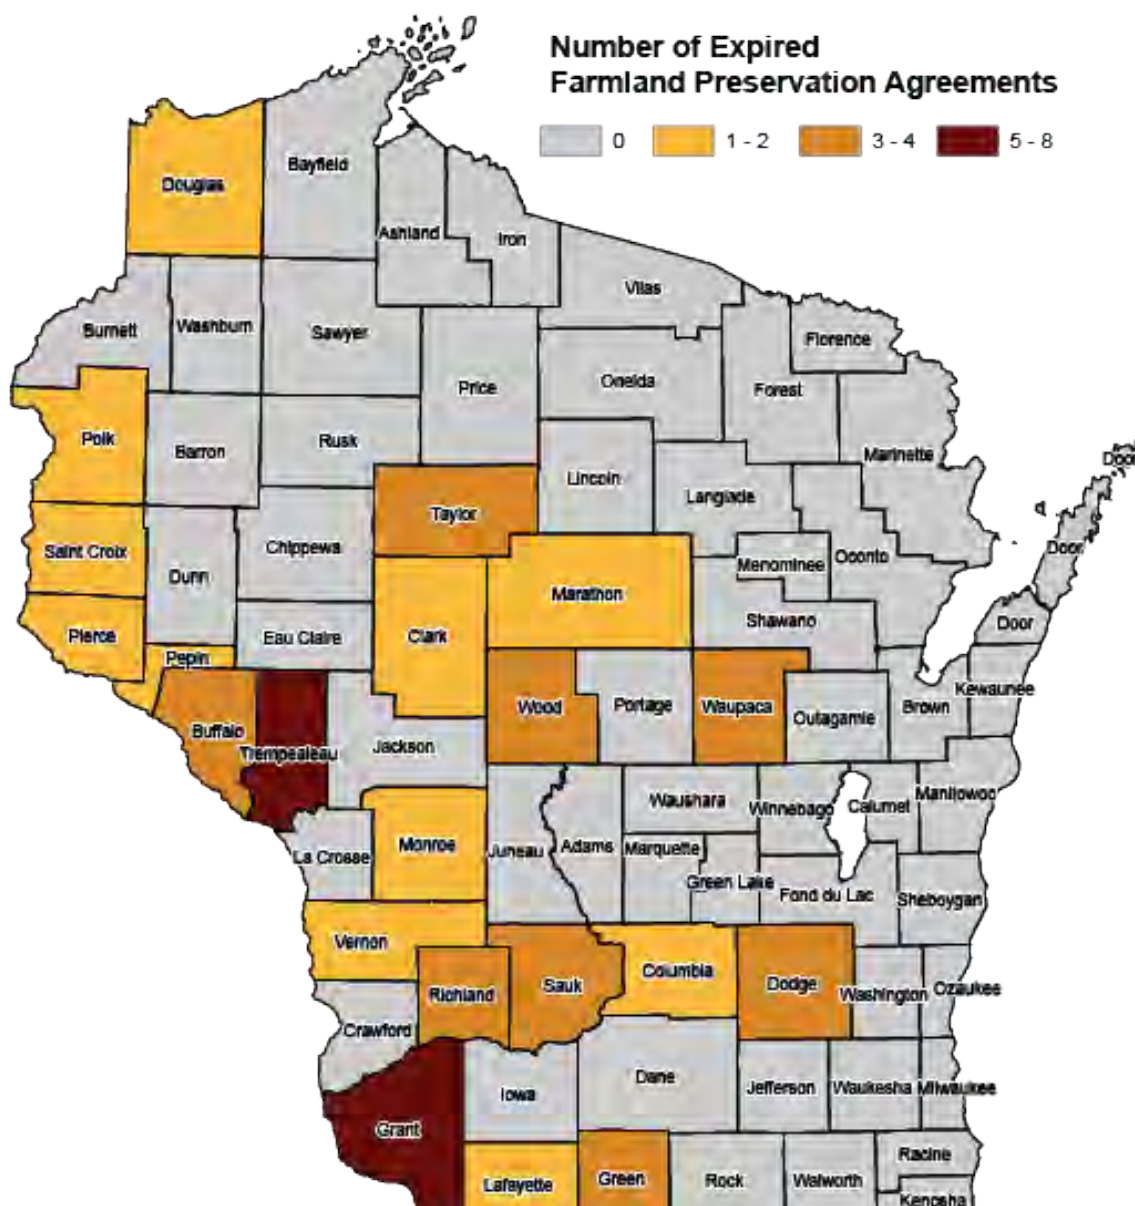 Number of Expired
Farmland Preservation Agreements
0 1 - 2 3 - 4 5 - 8
Bayfield
Douglas
Ashland
Iron
Vilas
Burnett
Washburn
Sawyer
Florence
Price
Oneida
Forest
Polk
Barron
Rusk
Marinette
Door
Lincoln
Langlade
Taylor
Saint Croix
Chippewa
Door
Oconto
Menominee
Dunn
Marathon
Shawano
Door
Pierce
Eau Claire
Clark
Pepin
Kewaunee
Wood
Portage
Waupaca
Brown
Outagamie
Buffalo
Trempealeau
Jackson
Waushara
Winnebago
Calumet
Manitowoc
La Crosse
Monroe
Juneau
Adams
Marquette
Green Lake
Fond du Lac
Sheboygan
Vernon
Richland
Sauk
Columbia
Dodge
Washington
Ozaukee
Crawford
Iowa
Dane
Jefferson
Waukesha
Milwaukee
Grant
Racine
Lafayette
Green
Rock
Walworth
Kenosha